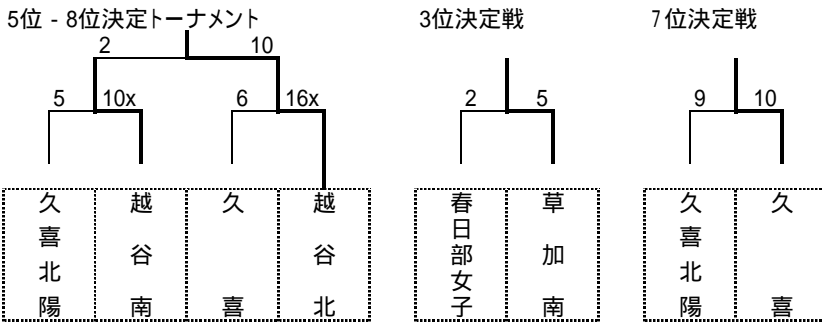 5位 - 8位決定トーナメント
3位決定戦
7位決定戦
2 10
5 10x 6 16x
2 5
9 10
久喜北陽
越谷南
久喜
越谷北
春日部女子
草加南
久喜北陽
久喜